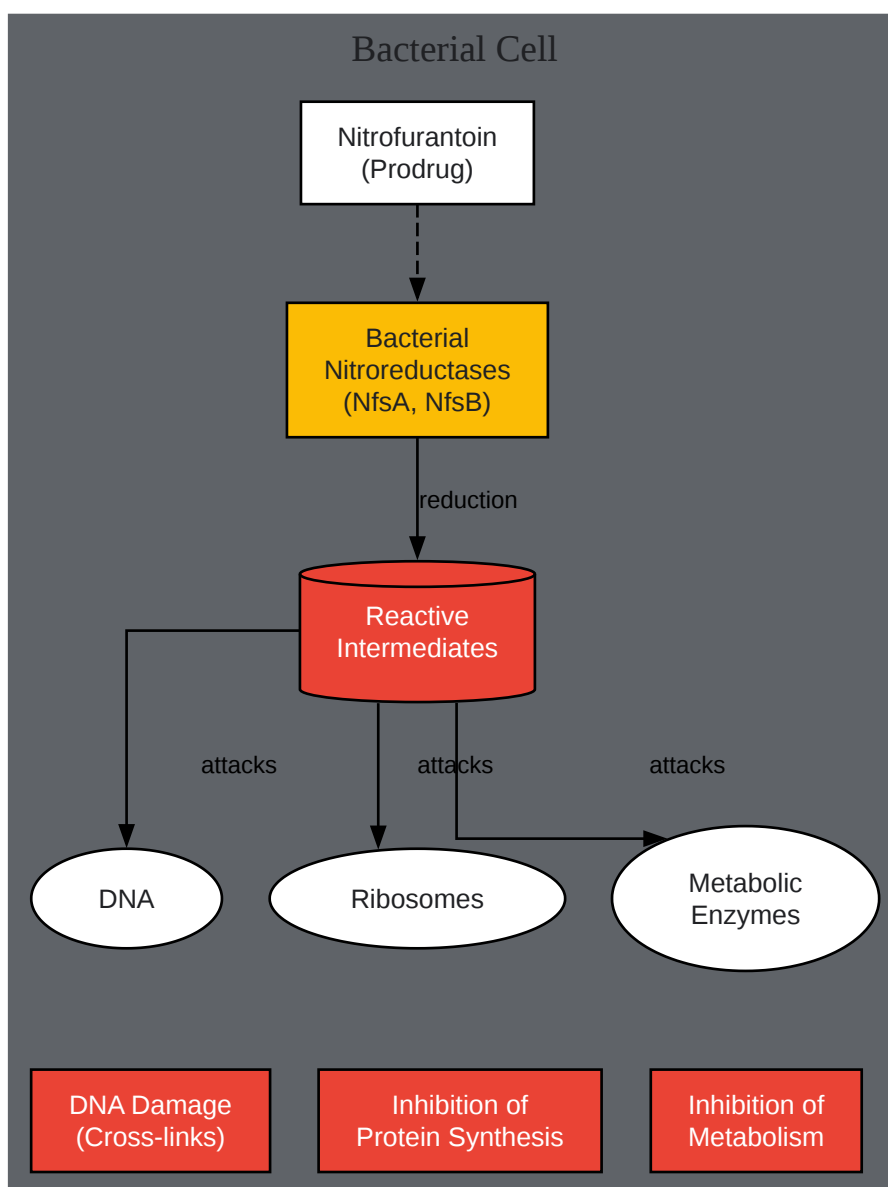 Bacterial Cell
Nitrofurantoin
(Prodrug)
Bacterial
Nitroreductases
(NfsA, NfsB)
reduction
Reactive
Intermediates
attacks
attacks
attacks
DNA
Ribosomes
Metabolic
Enzymes
DNA Damage
(Cross-links)
Inhibition of
Protein Synthesis
Inhibition of
Metabolism